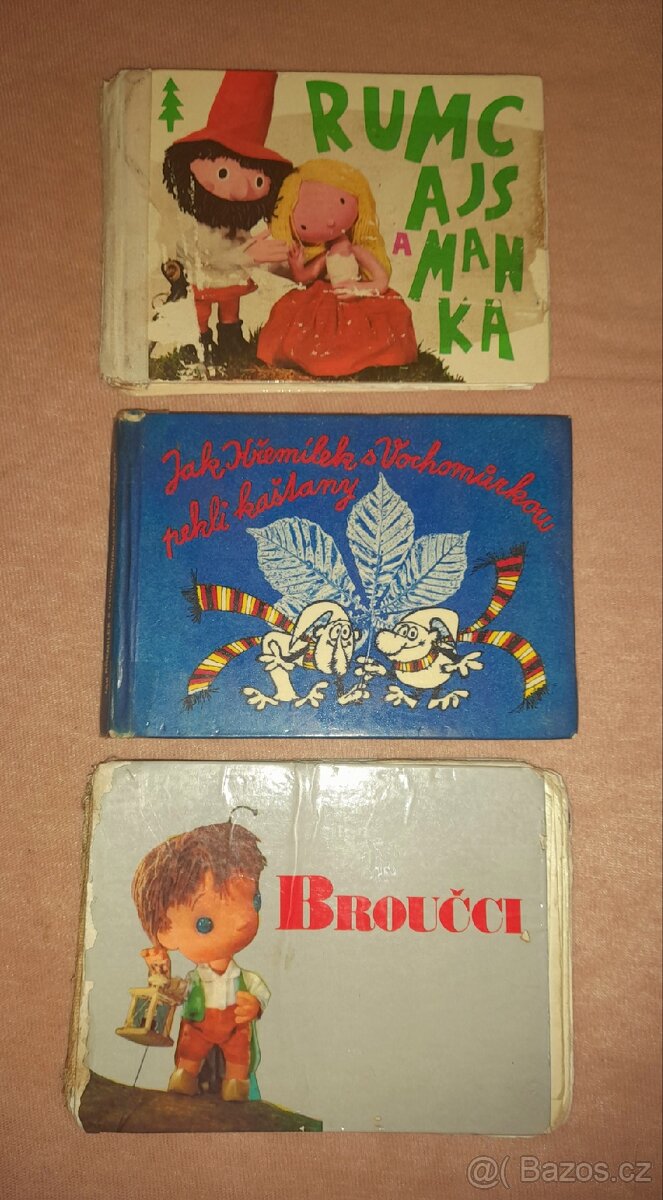 RUMC
AJS
A MAN
KA
Jak Křemílek s Vochomůrkou
pekli kaštany
BROUČCI
@( Bazos.cz